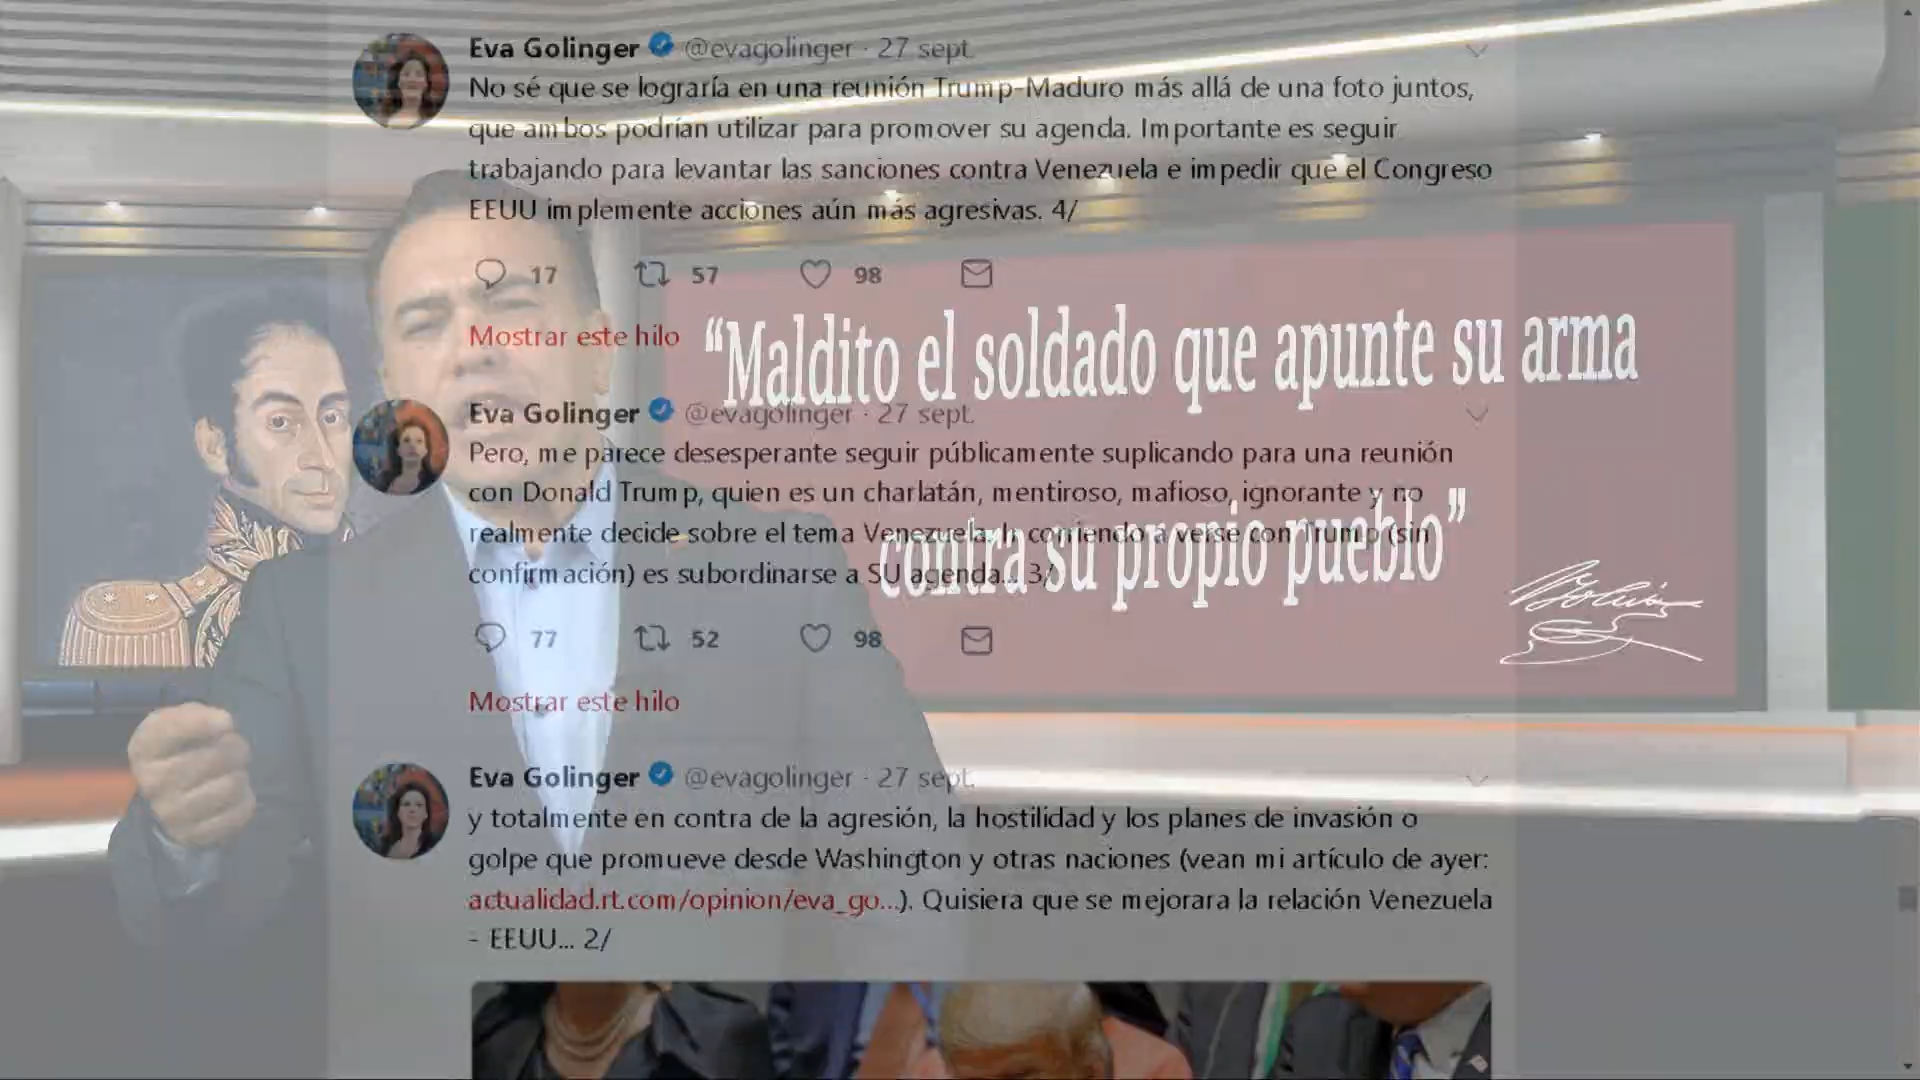 Eva Golinger @evagolinger · 27 sept.
No sé que se lograría en una reunión Trump-Maduro más allá de una foto juntos,
que ambos podrían utilizar para promover su agenda. Importante es seguir
trabajando para levantar las sanciones contra Venezuela e impedir que el Congreso
EEUU implemente acciones aún más agresivas. 4/
17 57 98
Mostrar este hilo
“Maldito el soldado que apunte su arma
contra su propio pueblo”
Eva Golinger @evagolinger · 27 sept.
Pero, me parece desesperante seguir públicamente suplicando para una reunión
con Donald Trump, quien es un charlatán, mentiroso, mafioso, ignorante y no
realmente decide sobre el tema Venezuela. Ir corriendo a verse con Trump (sin
confirmación) es subordinarse a SU agenda... 3/
77 52 98
Mostrar este hilo
Eva Golinger @evagolinger · 27 sept.
y totalmente en contra de la agresión, la hostilidad y los planes de invasión o
golpe que promueve desde Washington y otras naciones (vean mi artículo de ayer:
actualidad.rt.com/opinion/eva_go...). Quisiera que se mejorara la relación Venezuela
- EEUU... 2/